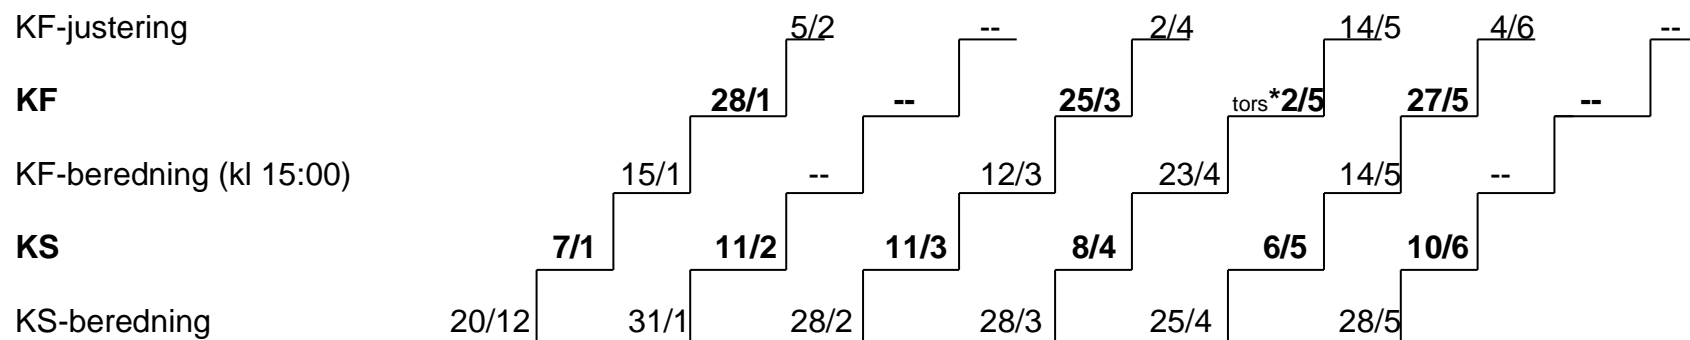 KF-justering 5/2 -- 2/4 14/5 4/6 --
KF 28/1 -- 25/3 tors*2/5 27/5 --
KF-beredning (kl 15:00) 15/1 -- 12/3 23/4 14/5 --
KS 7/1 11/2 11/3 8/4 6/5 10/6
KS-beredning 20/12 31/1 28/2 28/3 25/4 28/5